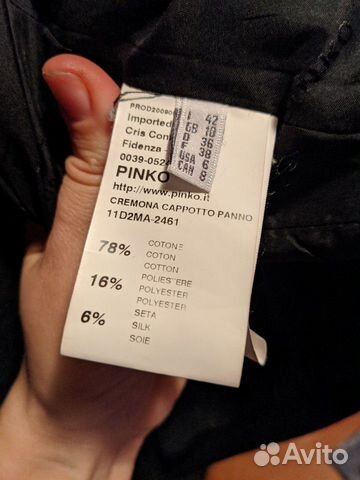 PROD20090
Imported
Cris Con
Fidenza
0039-052
PINKO
http://www.pinko.it
CREMONA CAPPOTTO PANNO
11D2MA-2461
I 42
GB 10
D 36
F 38
USA 6
CAN 8
78% COTONE
COTON
COTTON
16% POLIESTERE
POLYESTER
POLYESTER
6% SETA
SILK
SOIE
Avito